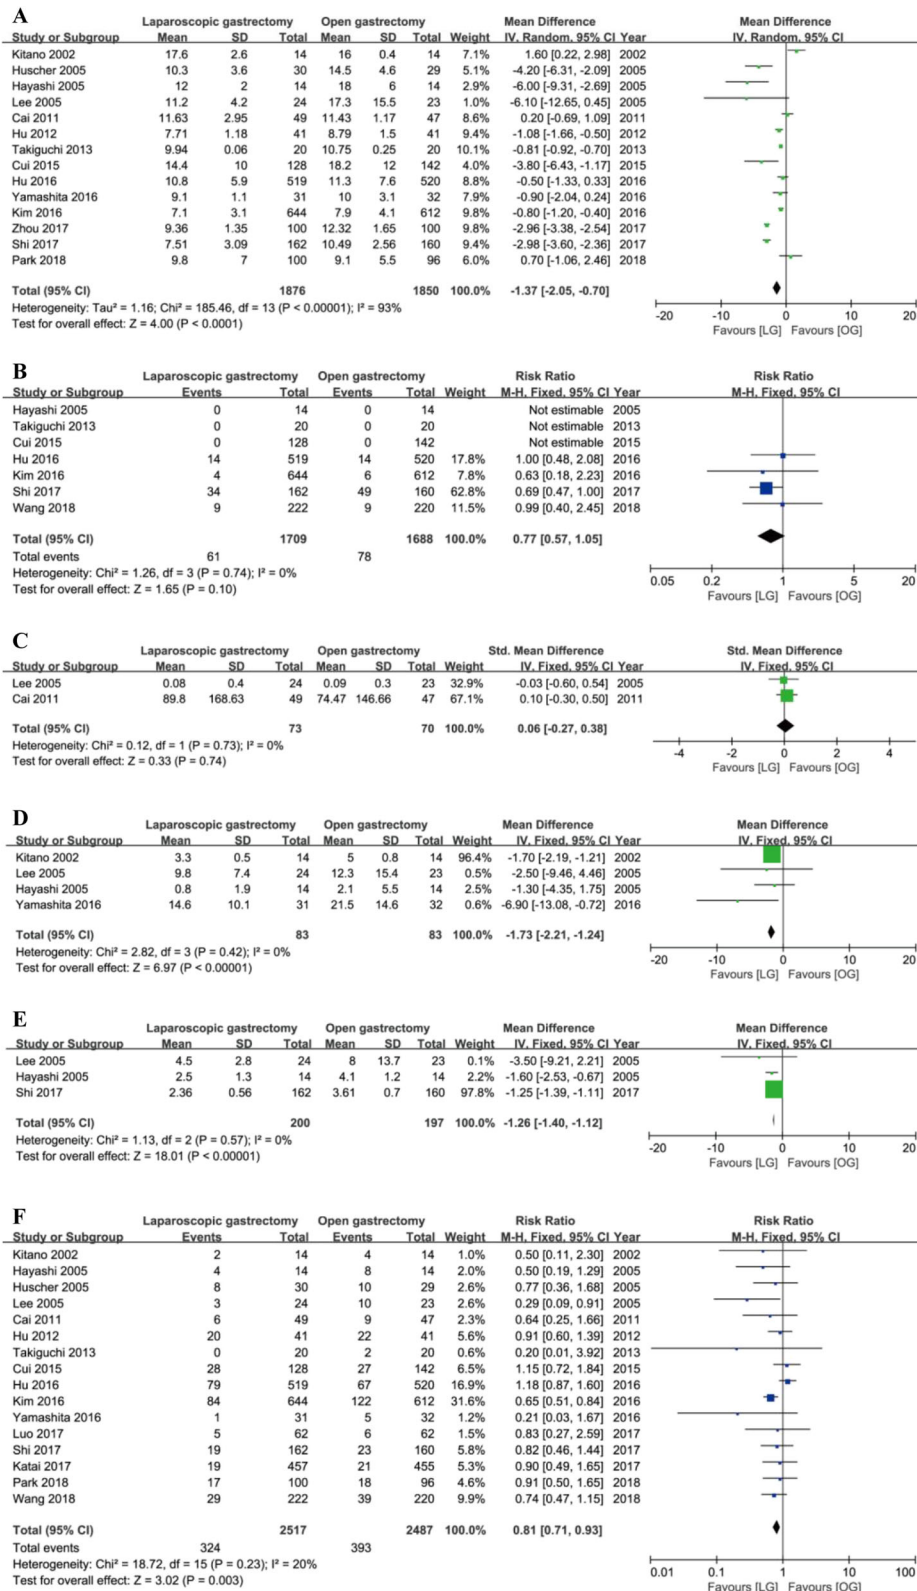 A
Laparoscopic gastrectomy Open gastrectomy Mean Difference Mean Difference
Study or Subgroup Mean SD Total Mean SD Total Weight IV. Random. 95% CI Year IV. Random. 95% CI
Kitano 2002 17.6 2.6 14 16 0.4 14 7.1% 1.60 [0.22, 2.98] 2002
Huscher 2005 10.3 3.6 30 14.5 4.6 29 5.1% -4.20 [-6.31, -2.09] 2005
Hayashi 2005 12 2 14 18 6 14 2.9% -6.00 [-9.31, -2.69] 2005
Lee 2005 11.2 4.2 24 17.3 15.5 23 1.0% -6.10 [-12.65, 0.45] 2005
Cai 2011 11.63 2.95 49 11.43 1.17 47 8.6% 0.20 [-0.69, 1.09] 2011
Hu 2012 7.71 1.18 41 8.79 1.5 41 9.5% -1.08 [-1.66, -0.50] 2012
Takiguchi 2013 9.94 0.06 20 10.75 0.25 20 10.1% -0.81 [-0.92, -0.70] 2013
Cui 2015 14.4 10 128 18.2 12 142 4.0% -3.80 [-6.43, -1.17] 2015
Hu 2016 10.8 5.9 519 11.3 7.6 520 8.8% -0.50 [-1.33, 0.33] 2016
Yamashita 2016 9.1 1.1 31 10 3.1 32 7.9% -0.90 [-2.04, 0.24] 2016
Kim 2016 7.1 3.1 644 7.9 4.1 612 9.8% -0.80 [-1.20, -0.40] 2016
Zhou 2017 9.36 1.35 100 12.32 1.65 100 9.8% -2.96 [-3.38, -2.54] 2017
Shi 2017 7.51 3.09 162 10.49 2.56 160 9.4% -2.98 [-3.60, -2.36] 2017
Park 2018 9.8 7 100 9.1 5.5 96 6.0% 0.70 [-1.06, 2.46] 2018
Total (95% CI) 1876 1850 100.0% -1.37 [-2.05, -0.70]
Heterogeneity: Tau² = 1.16; Chi² = 185.46, df = 13 (P < 0.00001); I² = 93%
Test for overall effect: Z = 4.00 (P < 0.0001)
-20 -10 0 10 20
Favours [LG] Favours [OG]
B
Laparoscopic gastrectomy Open gastrectomy Risk Ratio Risk Ratio
Study or Subgroup Events Total Events Total Weight M-H. Fixed. 95% CI Year M-H. Fixed. 95% CI
Hayashi 2005 0 14 0 14 Not estimable 2005
Takiguchi 2013 0 20 0 20 Not estimable 2013
Cui 2015 0 128 0 142 Not estimable 2015
Hu 2016 14 519 14 520 17.8% 1.00 [0.48, 2.08] 2016
Kim 2016 4 644 6 612 7.8% 0.63 [0.18, 2.23] 2016
Shi 2017 34 162 49 160 62.8% 0.69 [0.47, 1.00] 2017
Wang 2018 9 222 9 220 11.5% 0.99 [0.40, 2.45] 2018
Total (95% CI) 1709 1688 100.0% 0.77 [0.57, 1.05]
Total events 61 78
Heterogeneity: Chi² = 1.26, df = 3 (P = 0.74); I² = 0%
Test for overall effect: Z = 1.65 (P = 0.10)
0.05 0.2 1 5 20
Favours [LG] Favours [OG]
C
Laparoscopic gastrectomy Open gastrectomy Std. Mean Difference Std. Mean Difference
Study or Subgroup Mean SD Total Mean SD Total Weight IV. Fixed. 95% CI Year IV. Fixed. 95% CI
Lee 2005 0.08 0.4 24 0.09 0.3 23 32.9% -0.03 [-0.60, 0.54] 2005
Cai 2011 89.8 168.63 49 74.47 146.66 47 67.1% 0.10 [-0.30, 0.50] 2011
Total (95% CI) 73 70 100.0% 0.06 [-0.27, 0.38]
Heterogeneity: Chi² = 0.12, df = 1 (P = 0.73); I² = 0%
Test for overall effect: Z = 0.33 (P = 0.74)
-4 -2 0 2 4
Favours [LG] Favours [OG]
D
Laparoscopic gastrectomy Open gastrectomy Mean Difference Mean Difference
Study or Subgroup Mean SD Total Mean SD Total Weight IV. Fixed. 95% CI Year IV. Fixed. 95% CI
Kitano 2002 3.3 0.5 14 5 0.8 14 96.4% -1.70 [-2.19, -1.21] 2002
Lee 2005 9.8 7.4 24 12.3 15.4 23 0.5% -2.50 [-9.46, 4.46] 2005
Hayashi 2005 0.8 1.9 14 2.1 5.5 14 2.5% -1.30 [-4.35, 1.75] 2005
Yamashita 2016 14.6 10.1 31 21.5 14.6 32 0.6% -6.90 [-13.08, -0.72] 2016
Total (95% CI) 83 83 100.0% -1.73 [-2.21, -1.24]
Heterogeneity: Chi² = 2.82, df = 3 (P = 0.42); I² = 0%
Test for overall effect: Z = 6.97 (P < 0.00001)
-20 -10 0 10 20
Favours [LG] Favours [OG]
E
Laparoscopic gastrectomy Open gastrectomy Mean Difference Mean Difference
Study or Subgroup Mean SD Total Mean SD Total Weight IV. Fixed. 95% CI Year IV. Fixed. 95% CI
Lee 2005 4.5 2.8 24 8 13.7 23 0.1% -3.50 [-9.21, 2.21] 2005
Hayashi 2005 2.5 1.3 14 4.1 1.2 14 2.2% -1.60 [-2.53, -0.67] 2005
Shi 2017 2.36 0.56 162 3.61 0.7 160 97.8% -1.25 [-1.39, -1.11] 2017
Total (95% CI) 200 197 100.0% -1.26 [-1.40, -1.12]
Heterogeneity: Chi² = 1.13, df = 2 (P = 0.57); I² = 0%
Test for overall effect: Z = 18.01 (P < 0.00001)
-20 -10 0 10 20
Favours [LG] Favours [OG]
F
Laparoscopic gastrectomy Open gastrectomy Risk Ratio Risk Ratio
Study or Subgroup Events Total Events Total Weight M-H. Fixed. 95% CI Year M-H. Fixed. 95% CI
Kitano 2002 2 14 4 14 1.0% 0.50 [0.11, 2.30] 2002
Hayashi 2005 4 14 8 14 2.0% 0.50 [0.19, 1.29] 2005
Huscher 2005 8 30 10 29 2.6% 0.77 [0.36, 1.68] 2005
Lee 2005 3 24 10 23 2.6% 0.29 [0.09, 0.91] 2005
Cai 2011 6 49 9 47 2.3% 0.64 [0.25, 1.66] 2011
Hu 2012 20 41 22 41 5.6% 0.91 [0.60, 1.39] 2012
Takiguchi 2013 0 20 2 20 0.6% 0.20 [0.01, 3.92] 2013
Cui 2015 28 128 27 142 6.5% 1.15 [0.72, 1.84] 2015
Hu 2016 79 519 67 520 16.9% 1.18 [0.87, 1.60] 2016
Kim 2016 84 644 122 612 31.6% 0.65 [0.51, 0.84] 2016
Yamashita 2016 1 31 5 32 1.2% 0.21 [0.03, 1.67] 2016
Luo 2017 5 62 6 62 1.5% 0.83 [0.27, 2.59] 2017
Shi 2017 19 162 23 160 5.8% 0.82 [0.46, 1.44] 2017
Katai 2017 19 457 21 455 5.3% 0.90 [0.49, 1.65] 2017
Park 2018 17 100 18 96 4.6% 0.91 [0.50, 1.65] 2018
Wang 2018 29 222 39 220 9.9% 0.74 [0.47, 1.15] 2018
Total (95% CI) 2517 2487 100.0% 0.81 [0.71, 0.93]
Total events 324 393
Heterogeneity: Chi² = 18.72, df = 15 (P = 0.23); I² = 20%
Test for overall effect: Z = 3.02 (P = 0.003)
0.01 0.1 1 10 100
Favours [LG] Favours [OG]